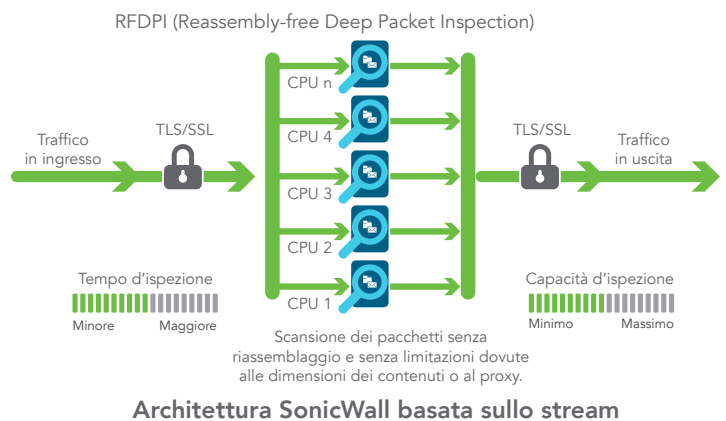 RFDPI (Reassembly-free Deep Packet Inspection)
CPU n
CPU 4
CPU 3
CPU 2
CPU 1
Traffico
in ingresso
TLS/SSL
TLS/SSL
Traffico
in uscita
Tempo d'ispezione
Minore Maggiore
Capacità d'ispezione
Minimo Massimo
Scansione dei pacchetti senza
riassemblaggio e senza limitazioni dovute
alle dimensioni dei contenuti o al proxy.
Architettura SonicWall basata sullo stream